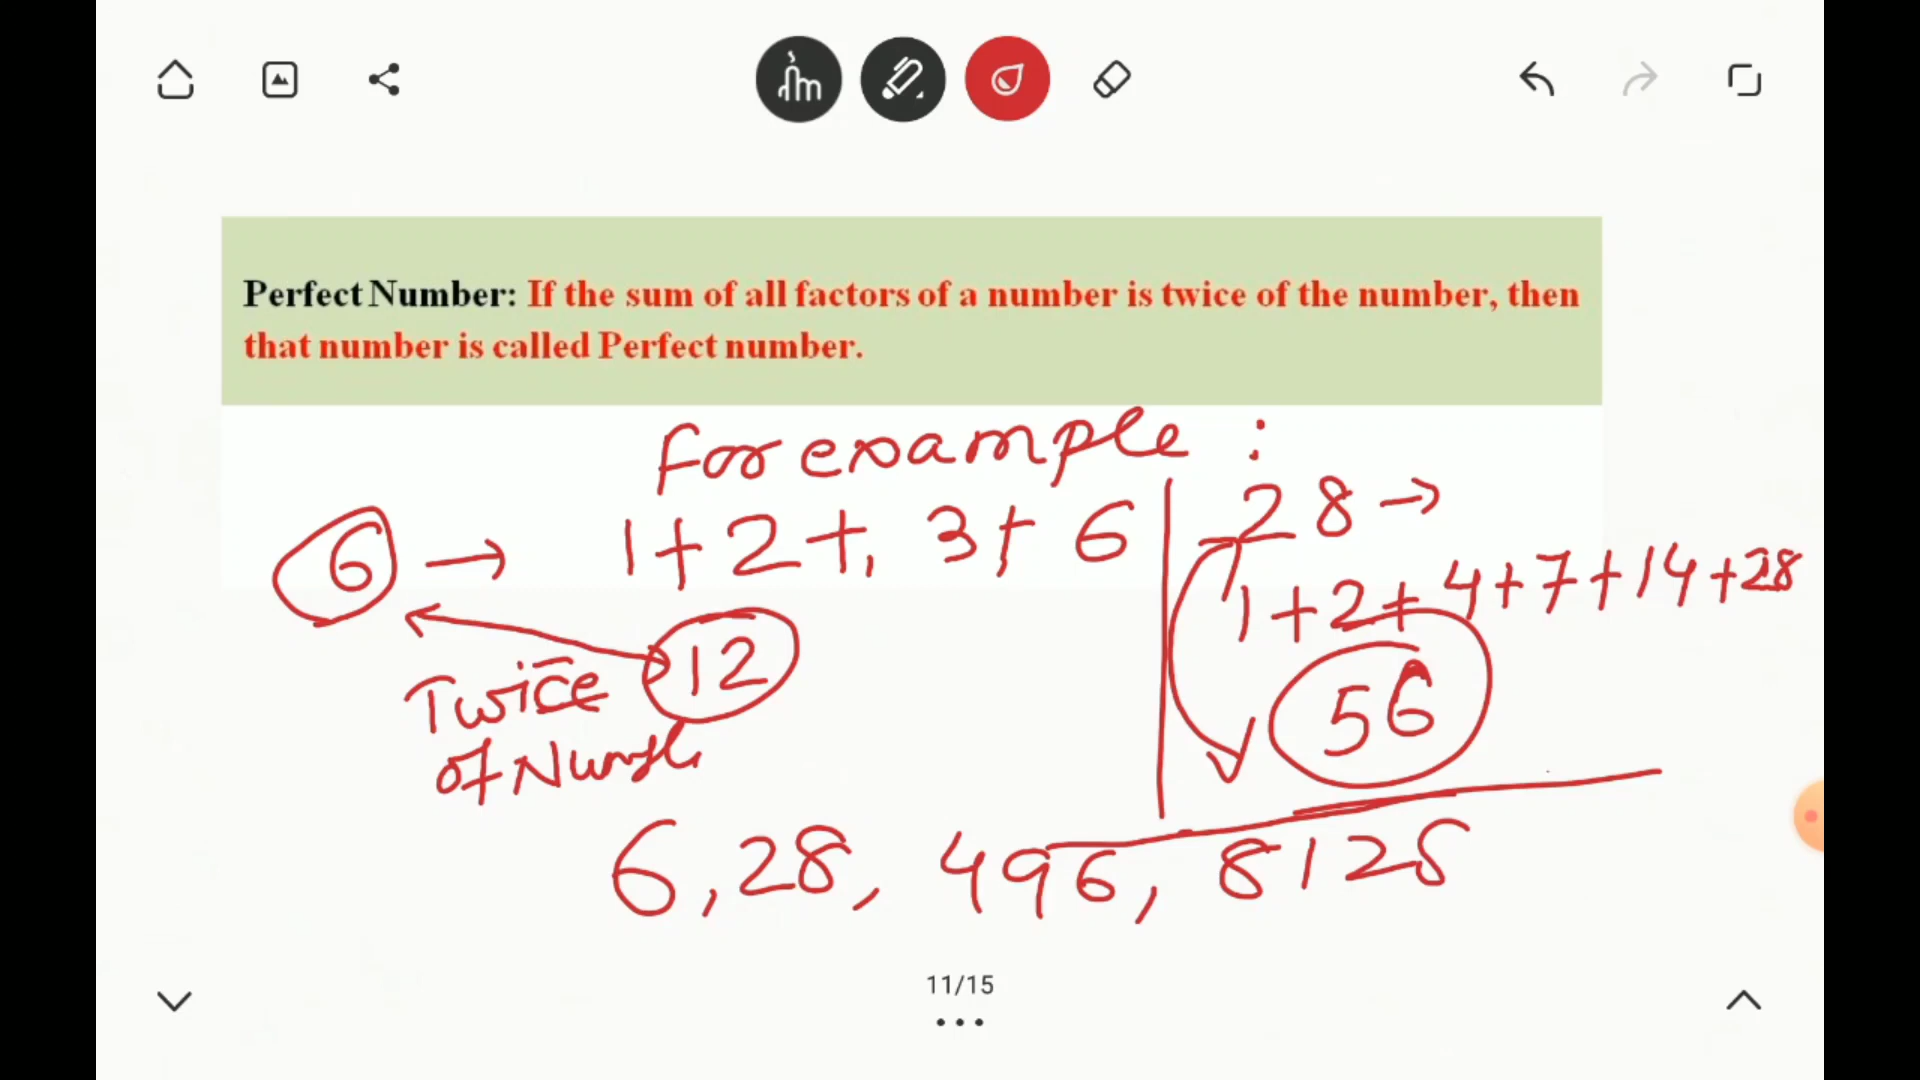 Perfect Number: If the sum of all factors of a number is twice of the number, then
that number is called Perfect number.
For example :
6 → 1+2+, 3+ 6
12
Twice
of
28 →
1+2+4+7+14+28
56
6, 28, 496, 8128
11/15